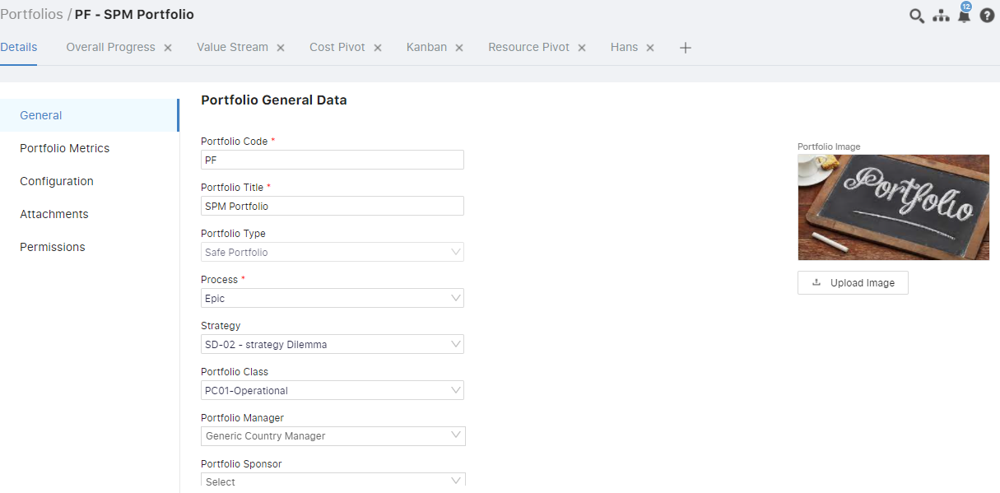 Portfolios / PF - SPM Portfolio
12
Details
Overall Progress
Value Stream
Cost Pivot
Kanban
Resource Pivot
Hans
General
Portfolio Metrics
Configuration
Attachments
Permissions
Portfolio General Data
Portfolio Code *
PF
Portfolio Title *
SPM Portfolio
Portfolio Type
Safe Portfolio
Process *
Epic
Strategy
SD-02 - strategy Dilemma
Portfolio Class
PC01-Operational
Portfolio Manager
Generic Country Manager
Portfolio Sponsor
Select
Portfolio Image
Portfolio
Upload Image